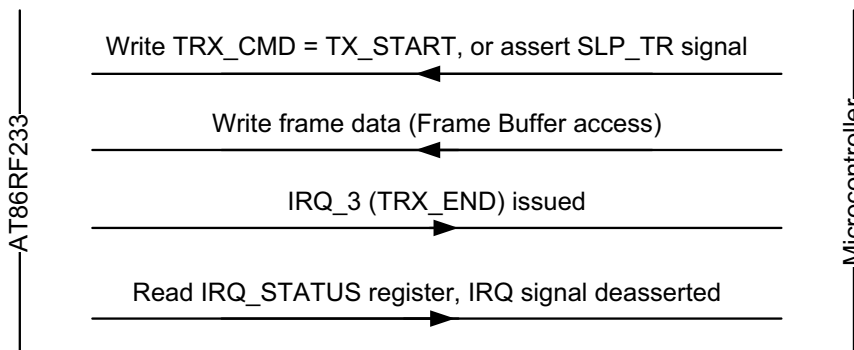 Write TRX_CMD = TX_START, or assert SLP_TR signal
Write frame data (Frame Buffer access)
IRQ_3 (TRX_END) issued
Read IRQ_STATUS register, IRQ signal deasserted
AT86RF233
Microcontroller